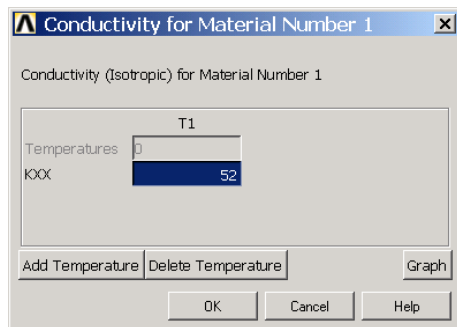 Conductivity for Material Number 1
Conductivity (Isotropic) for Material Number 1
T1
Temperatures 0
KXX 52
Add Temperature Delete Temperature Graph
OK Cancel Help